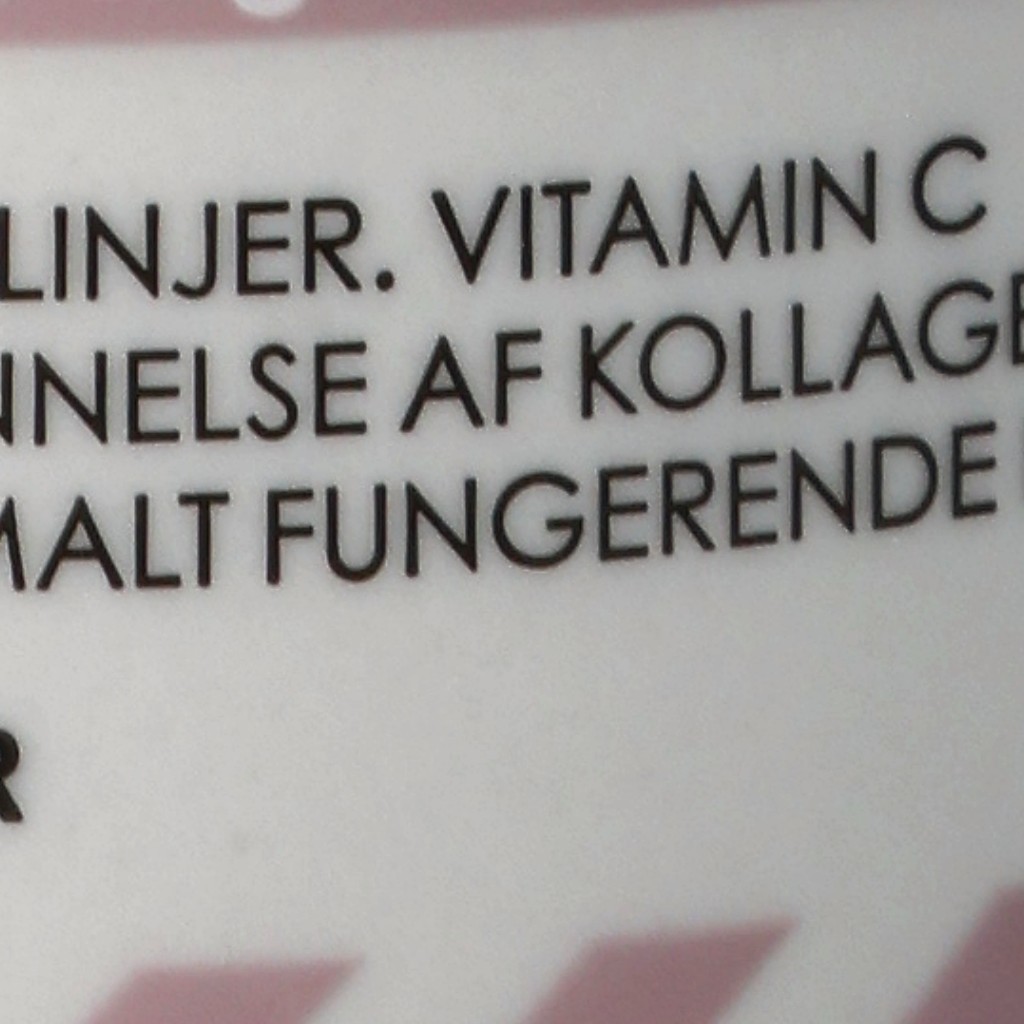 LINJER. VITAMIN C
NNELSE AF KOLLAGE
MALT FUNGERENDE
R